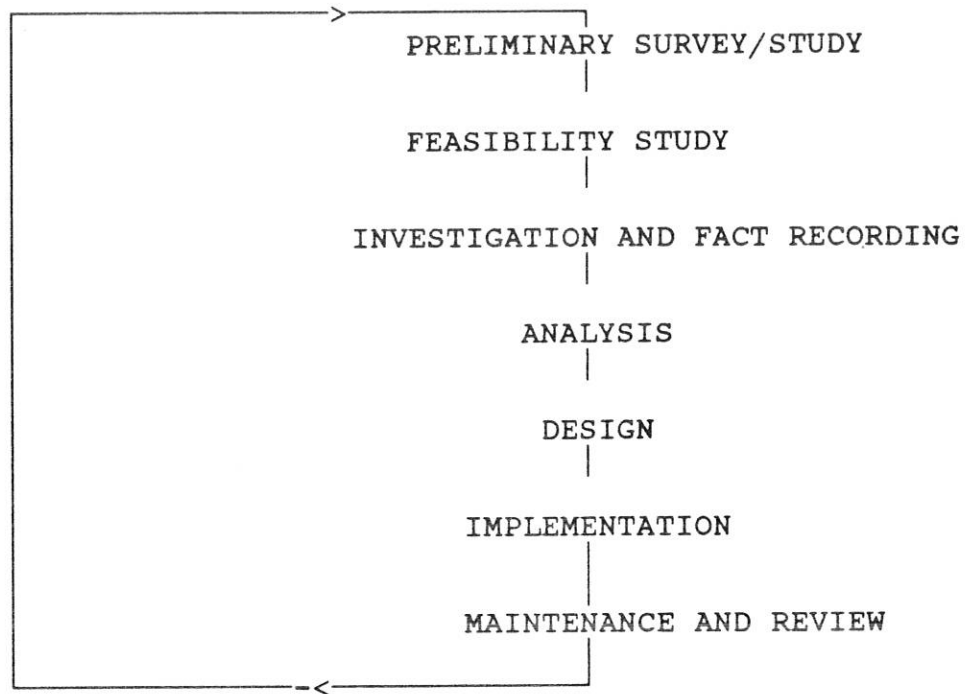 PRELIMINARY SURVEY/STUDY
FEASIBILITY STUDY
INVESTIGATION AND FACT RECORDING
ANALYSIS
DESIGN
IMPLEMENTATION
MAINTENANCE AND REVIEW